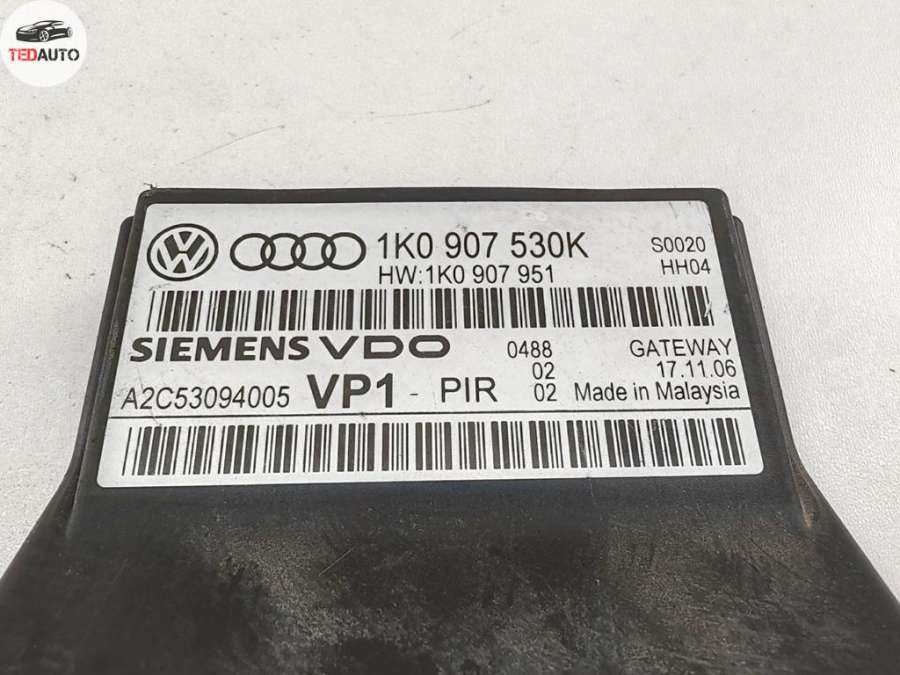 TEDAUTO
1K0 907 530K S0020
HW:1K0 907 951 HH04
SIEMENS VDO 0488 GATEWAY
02 17.11.06
A2C53094005 VP1 - PIR 02 Made in Malaysia